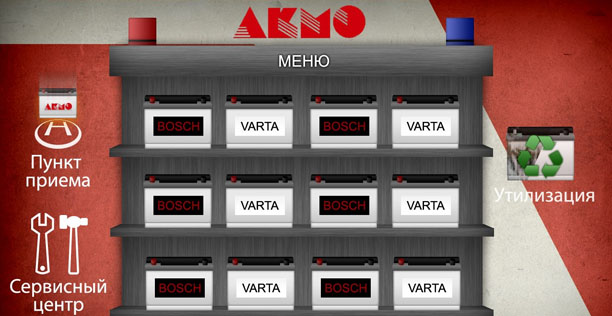 АКМО
МЕНЮ
BOSCH VARTA BOSCH VARTA
АКМО
Пункт
приема
Утилизация
BOSCH VARTA BOSCH VARTA
Сервисный
центр
BOSCH VARTA BOSCH VARTA